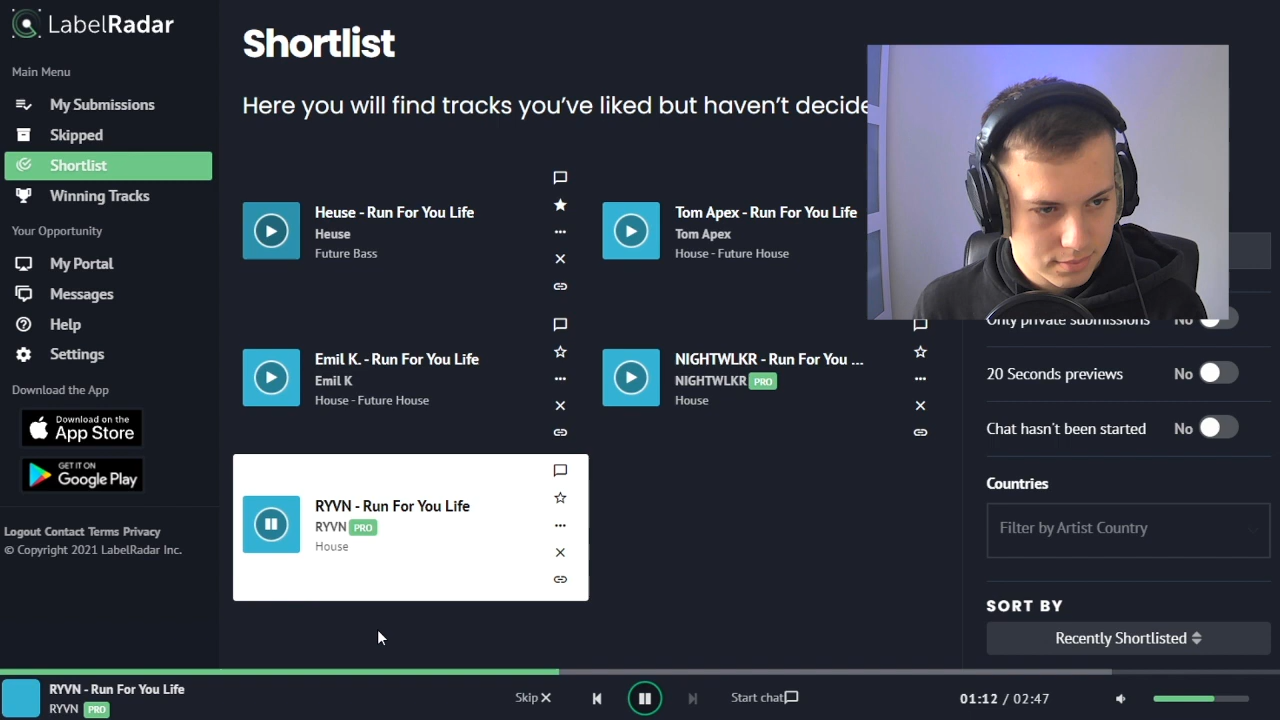 LabelRadar
Main Menu
My Submissions
Skipped
Shortlist
Winning Tracks
Your Opportunity
My Portal
Messages
Help
Settings
Download the App
Download on the
App Store
GET IT ON
Google Play
Logout Contact Terms Privacy
© Copyright 2021 LabelRadar Inc.
Shortlist
Here you will find tracks you've liked but haven't decide
Heuse - Run For You Life
Heuse
Future Bass
Tom Apex - Run For You Life
Tom Apex
House - Future House
Emil K. - Run For You Life
Emil K
House - Future House
NIGHTWLKR - Run For You ...
NIGHTWLKR PRO
House
RYVN - Run For You Life
RYVN PRO
House
Only private submissions No
20 Seconds previews No
Chat hasn't been started No
Countries
Filter by Artist Country
SORT BY
Recently Shortlisted
RYVN - Run For You Life
RYVN PRO
Skip
Start chat
01:12 / 02:47